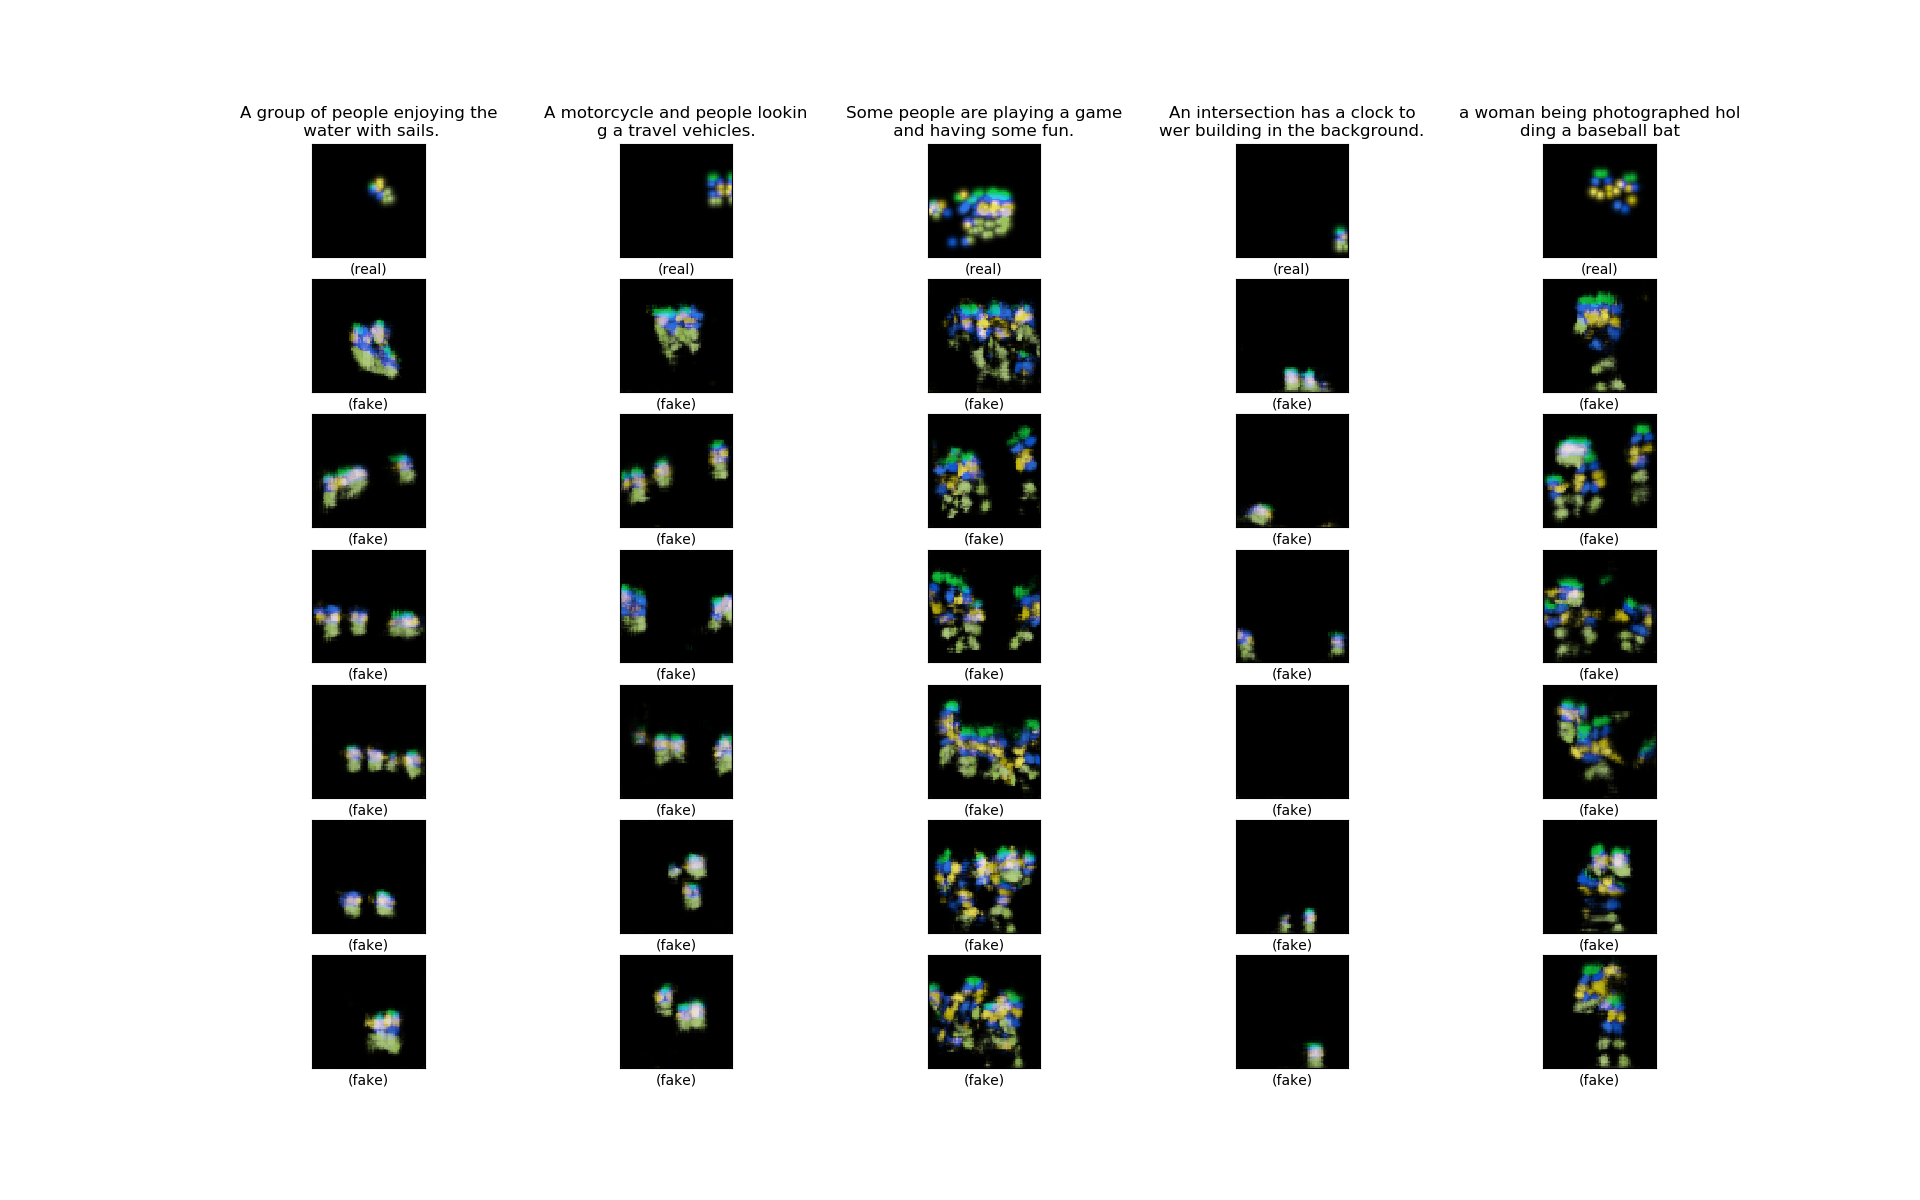 A group of people enjoying the
water with sails.
A motorcycle and people lookin
g a travel vehicles.
Some people are playing a game
and having some fun.
An intersection has a clock to
wer building in the background.
a woman being photographed hol
ding a baseball bat
(real) (real) (real) (real) (real)
(fake) (fake) (fake) (fake) (fake)
(fake) (fake) (fake) (fake) (fake)
(fake) (fake) (fake) (fake) (fake)
(fake) (fake) (fake) (fake) (fake)
(fake) (fake) (fake) (fake) (fake)
(fake) (fake) (fake) (fake) (fake)